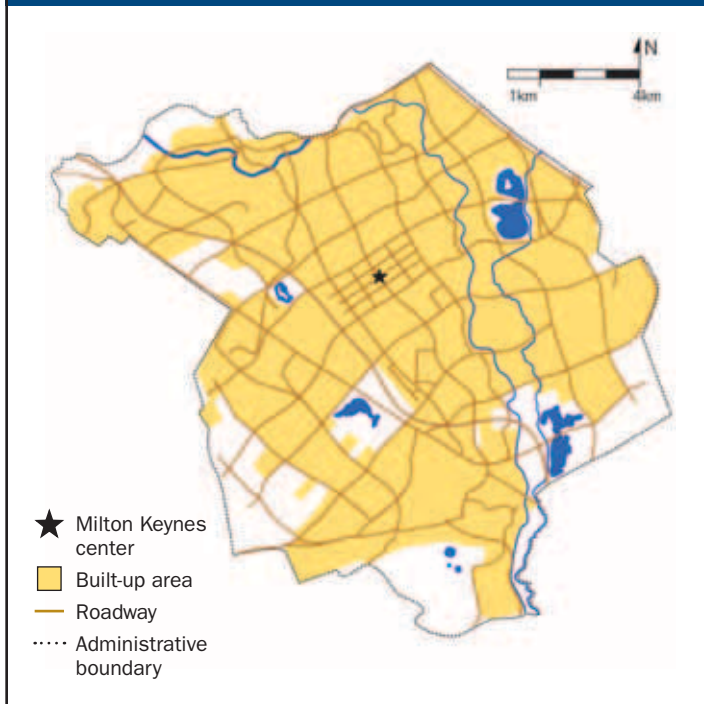 N
1km 4km
Milton Keynes
center
Built-up area
Roadway
Administrative
boundary